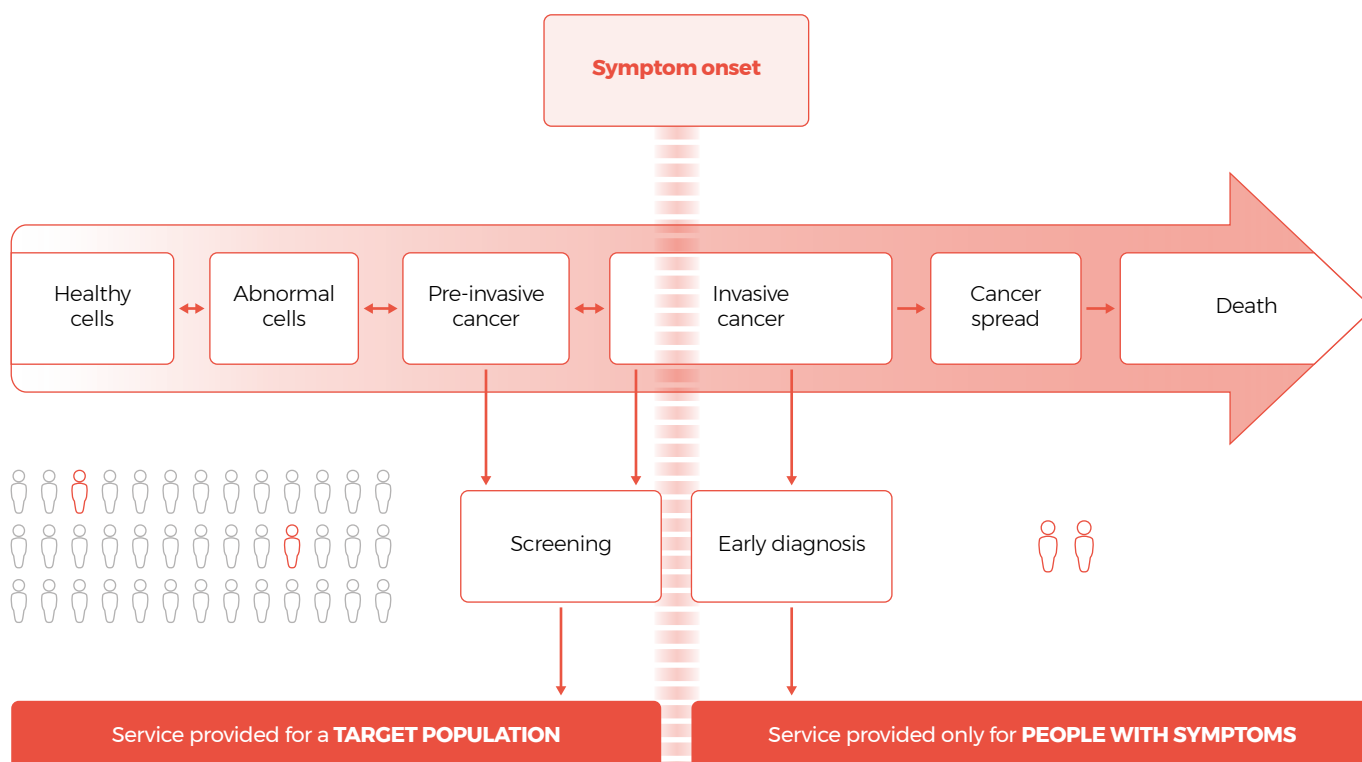 Symptom onset
Healthy
cells
Abnormal
cells
Pre-invasive
cancer
Invasive
cancer
Cancer
spread
Death
Screening
Early diagnosis
Service provided for a TARGET POPULATION
Service provided only for PEOPLE WITH SYMPTOMS